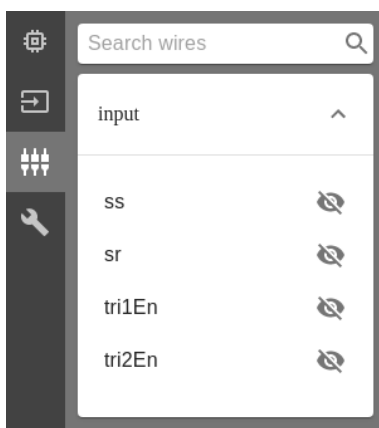 Search wires
input
ss
sr
tri1En
tri2En